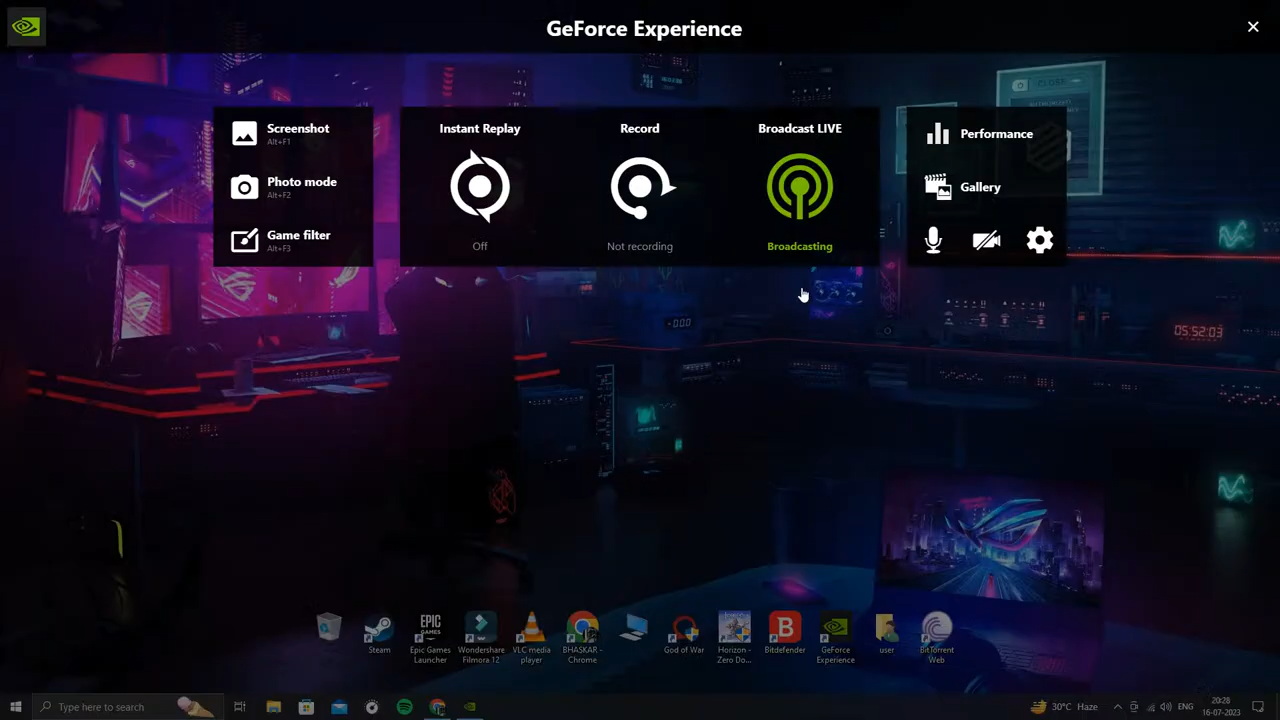 GeForce Experience
Screenshot
Alt+F1
Photo mode
Alt+F2
Game filter
Alt+F3
Instant Replay
Off
Record
Not recording
Broadcast LIVE
Broadcasting
Performance
Gallery
CLOSE
-000
05:52:03
Steam
Epic Games
Launcher
Wondershare
Filmora 12
VLC media
player
BHASKAR -
Chrome
God of War
Horizon -
Zero Do...
Bitdefender
GeForce
Experience
user
BitTorrent
Web
Type here to search
30°C Haze
ENG
20:28
16-07-2023